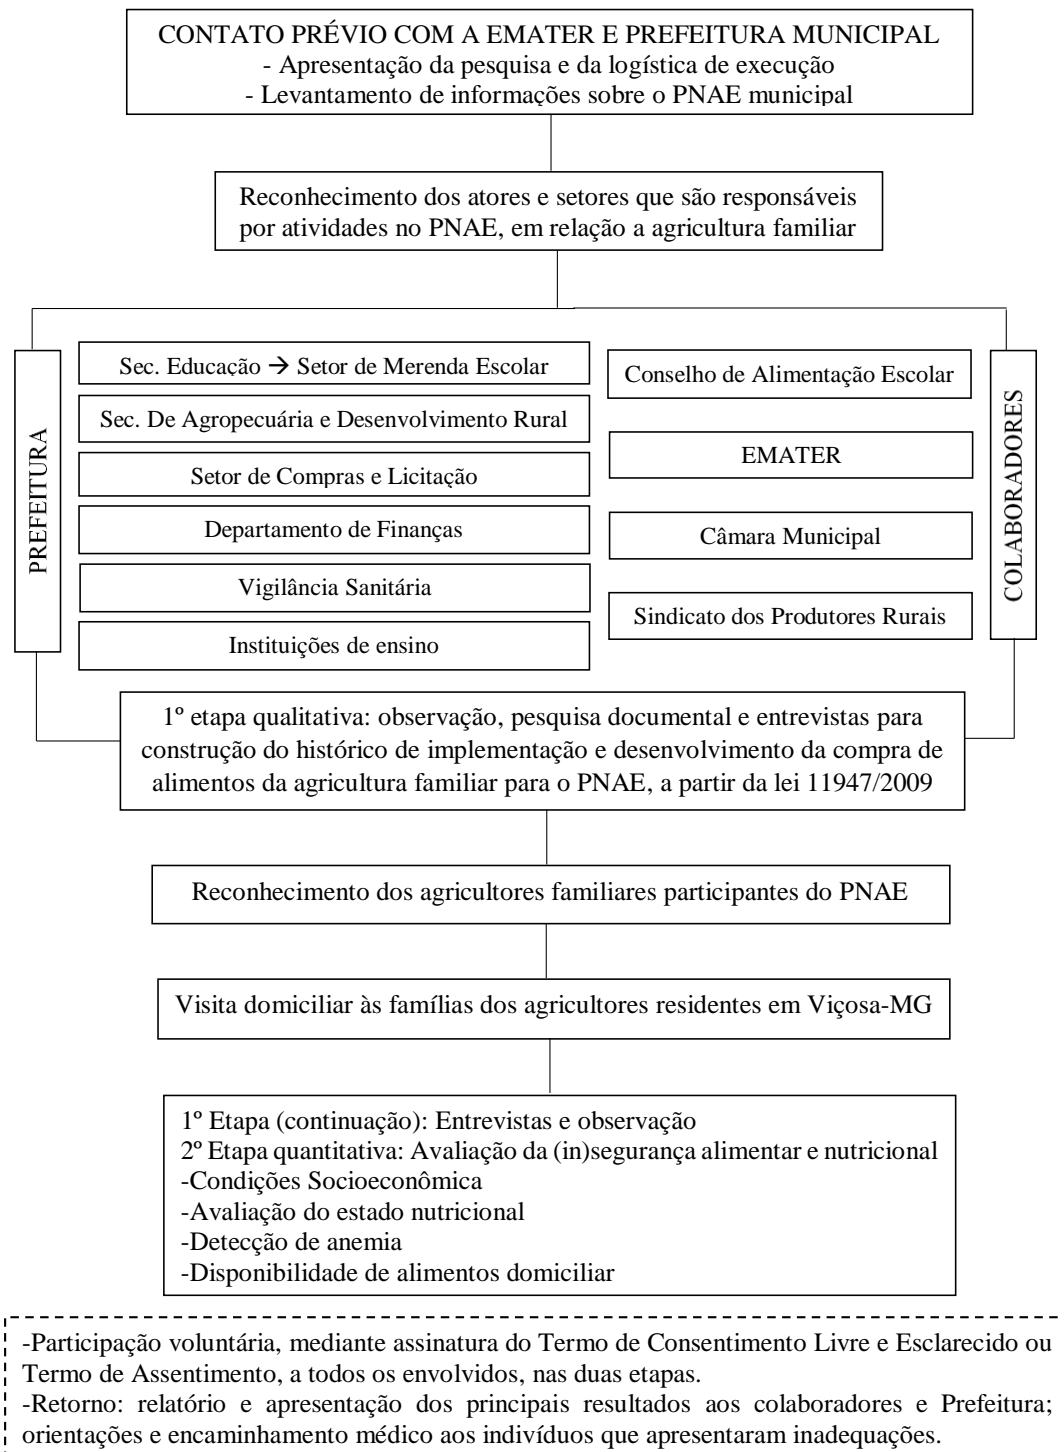 CONTATO PRÉVIO COM A EMATER E PREFEITURA MUNICIPAL
- Apresentação da pesquisa e da logística de execução
- Levantamento de informações sobre o PNAE municipal
Reconhecimento dos atores e setores que são responsáveis
por atividades no PNAE, em relação a agricultura familiar
PREFEITURA
Sec. Educação → Setor de Merenda Escolar
Sec. De Agropecuária e Desenvolvimento Rural
Setor de Compras e Licitação
Departamento de Finanças
Vigilância Sanitária
Instituições de ensino
Conselho de Alimentação Escolar
EMATER
Câmara Municipal
Sindicato dos Produtores Rurais
COLABORADORES
1º etapa qualitativa: observação, pesquisa documental e entrevistas para
construção do histórico de implementação e desenvolvimento da compra de
alimentos da agricultura familiar para o PNAE, a partir da lei 11947/2009
Reconhecimento dos agricultores familiares participantes do PNAE
Visita domiciliar às famílias dos agricultores residentes em Viçosa-MG
1º Etapa (continuação): Entrevistas e observação
2º Etapa quantitativa: Avaliação da (in)segurança alimentar e nutricional
-Condições Socioeconômica
-Avaliação do estado nutricional
-Detecção de anemia
-Disponibilidade de alimentos domiciliar
-Participação voluntária, mediante assinatura do Termo de Consentimento Livre e Esclarecido ou
Termo de Assentimento, a todos os envolvidos, nas duas etapas.
-Retorno: relatório e apresentação dos principais resultados aos colaboradores e Prefeitura;
orientações e encaminhamento médico aos indivíduos que apresentaram inadequações.